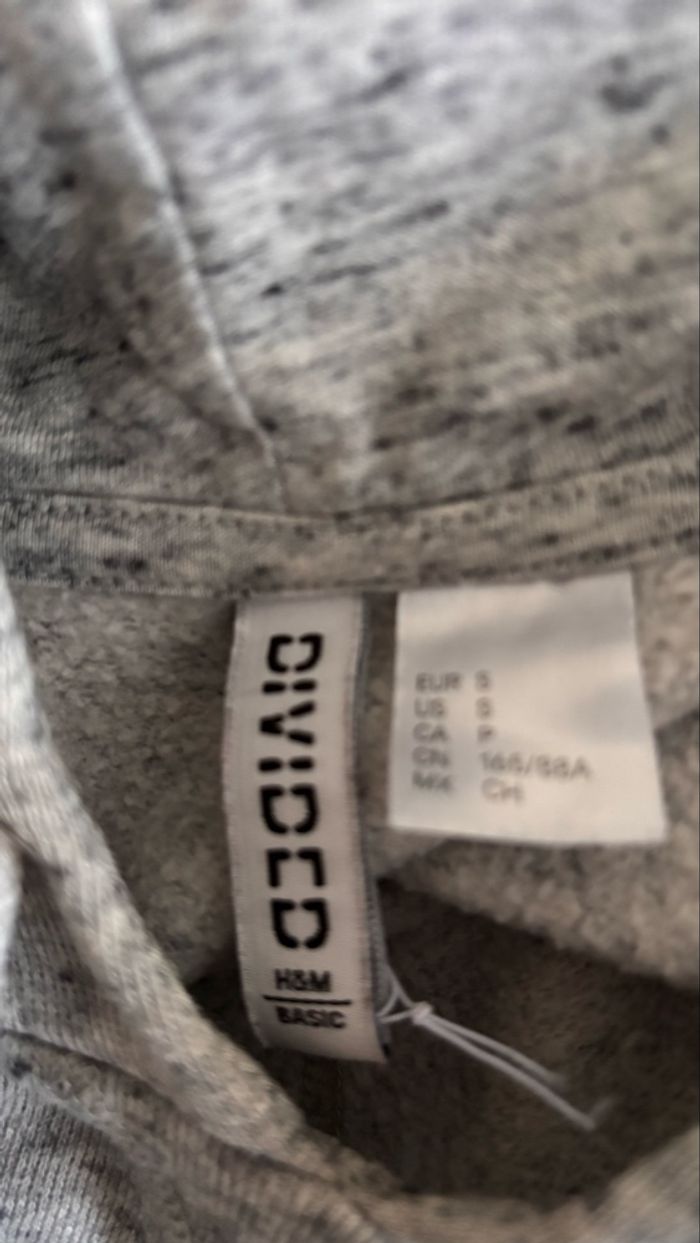 DIVIDED
H&M
BASIC
EUR S
US S
CA P
CN 165/88A
MX CH